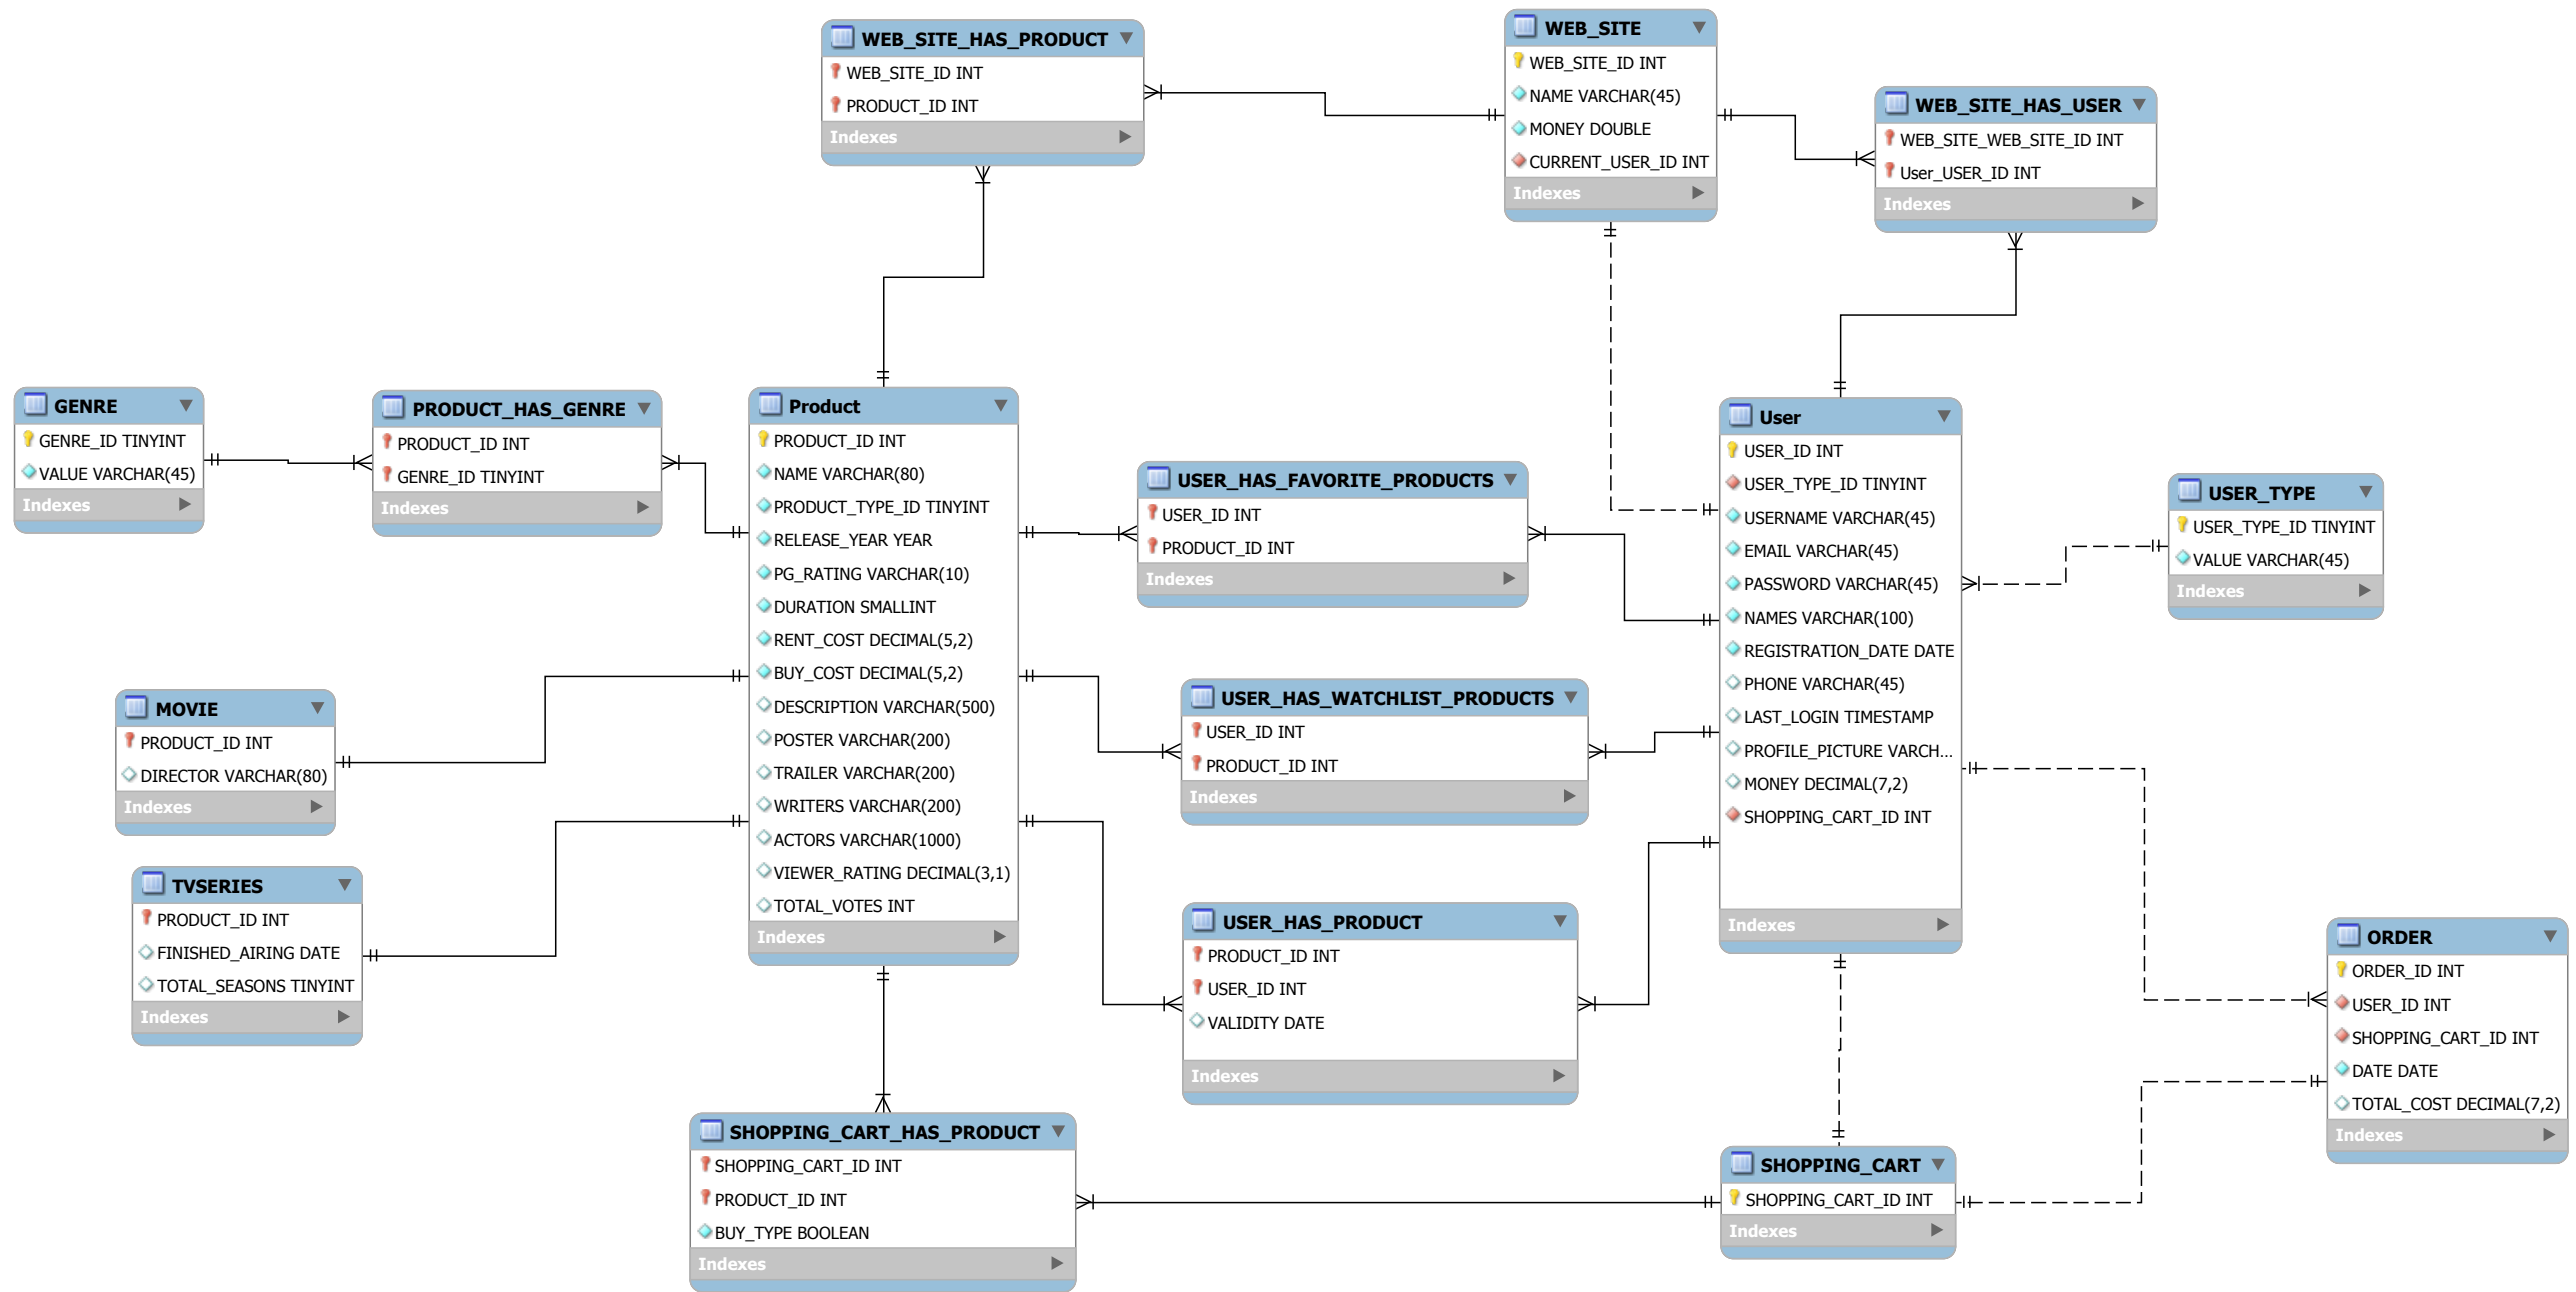 WEB_SITE_HAS_PRODUCT
WEB_SITE_ID INT
PRODUCT_ID INT
Indexes
WEB_SITE
WEB_SITE_ID INT
NAME VARCHAR(45)
MONEY DOUBLE
CURRENT_USER_ID INT
Indexes
WEB_SITE_HAS_USER
WEB_SITE_WEB_SITE_ID INT
User_USER_ID INT
Indexes
GENRE
GENRE_ID TINYINT
VALUE VARCHAR(45)
Indexes
PRODUCT_HAS_GENRE
PRODUCT_ID INT
GENRE_ID TINYINT
Indexes
Product
PRODUCT_ID INT
NAME VARCHAR(80)
PRODUCT_TYPE_ID TINYINT
RELEASE_YEAR YEAR
PG_RATING VARCHAR(10)
DURATION SMALLINT
RENT_COST DECIMAL(5,2)
BUY_COST DECIMAL(5,2)
DESCRIPTION VARCHAR(500)
POSTER VARCHAR(200)
TRAILER VARCHAR(200)
WRITERS VARCHAR(200)
ACTORS VARCHAR(1000)
VIEWER_RATING DECIMAL(3,1)
TOTAL_VOTES INT
Indexes
USER_HAS_FAVORITE_PRODUCTS
USER_ID INT
PRODUCT_ID INT
Indexes
User
USER_ID INT
USER_TYPE_ID TINYINT
USERNAME VARCHAR(45)
EMAIL VARCHAR(45)
PASSWORD VARCHAR(45)
NAMES VARCHAR(100)
REGISTRATION_DATE DATE
PHONE VARCHAR(45)
LAST_LOGIN TIMESTAMP
PROFILE_PICTURE VARCH...
MONEY DECIMAL(7,2)
SHOPPING_CART_ID INT
Indexes
USER_TYPE
USER_TYPE_ID TINYINT
VALUE VARCHAR(45)
Indexes
MOVIE
PRODUCT_ID INT
DIRECTOR VARCHAR(80)
Indexes
USER_HAS_WATCHLIST_PRODUCTS
USER_ID INT
PRODUCT_ID INT
Indexes
TVSERIES
PRODUCT_ID INT
FINISHED_AIRING DATE
TOTAL_SEASONS TINYINT
Indexes
USER_HAS_PRODUCT
PRODUCT_ID INT
USER_ID INT
VALIDITY DATE
Indexes
ORDER
ORDER_ID INT
USER_ID INT
SHOPPING_CART_ID INT
DATE DATE
TOTAL_COST DECIMAL(7,2)
Indexes
SHOPPING_CART_HAS_PRODUCT
SHOPPING_CART_ID INT
PRODUCT_ID INT
BUY_TYPE BOOLEAN
Indexes
SHOPPING_CART
SHOPPING_CART_ID INT
Indexes